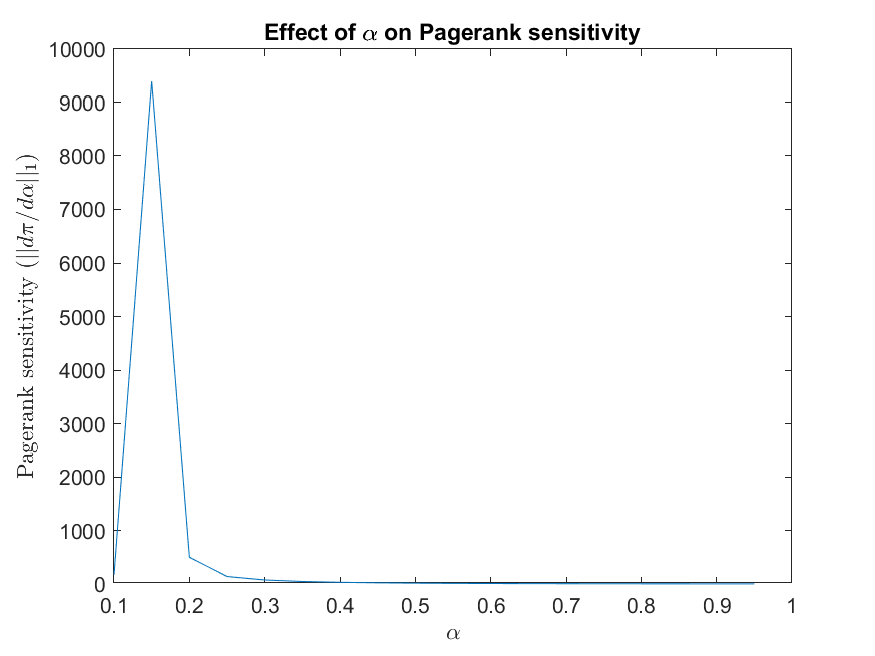 Effect of α on Pagerank sensitivity
10000
9000
8000
7000
6000
5000
4000
3000
2000
1000
0
Pagerank sensitivity (||dπ/dα||₁)
0.1 0.2 0.3 0.4 0.5 0.6 0.7 0.8 0.9 1
α